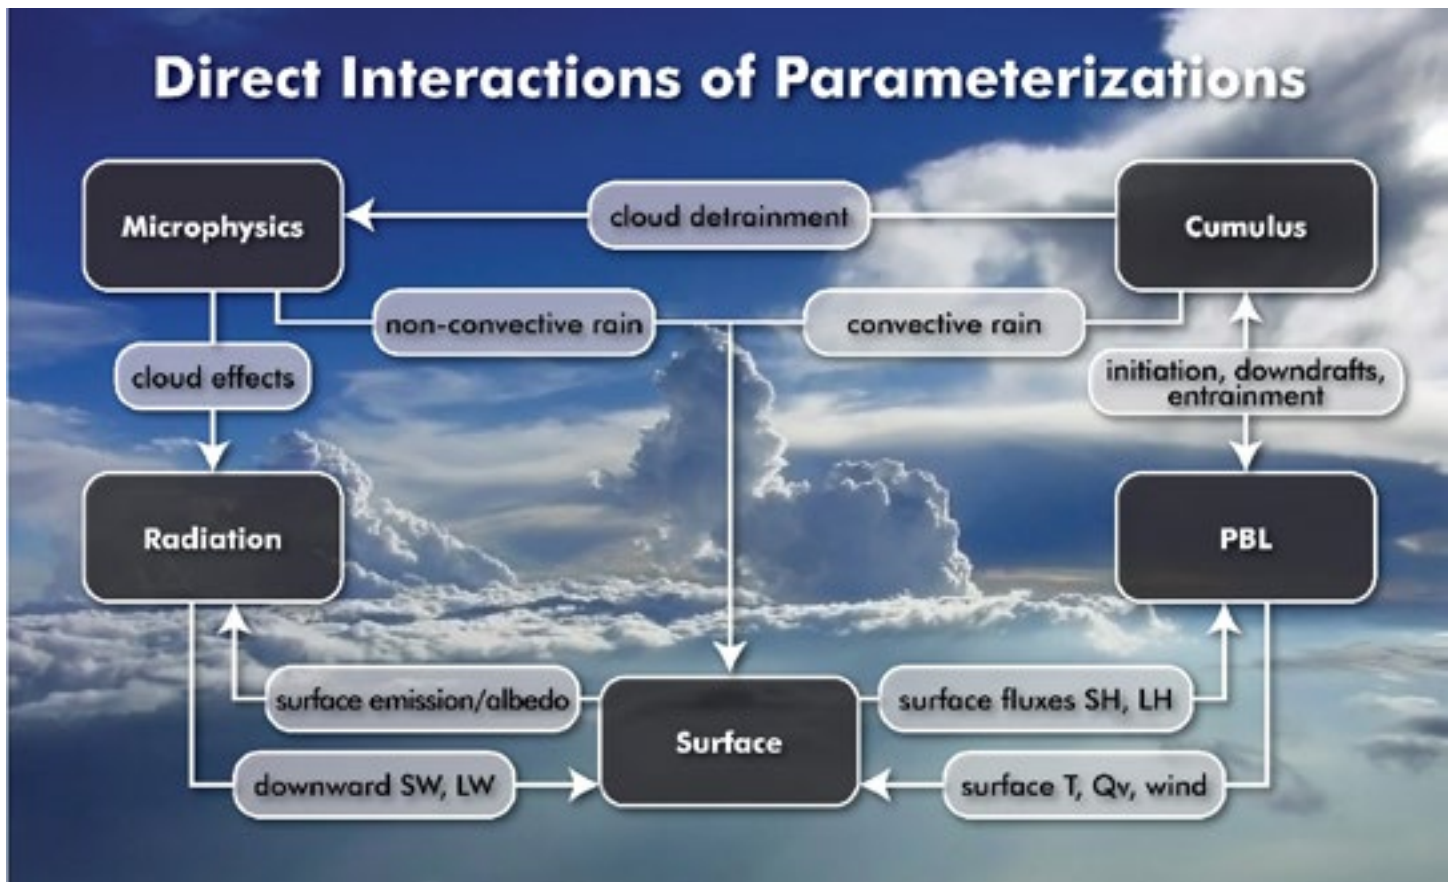 Direct Interactions of Parameterizations
Microphysics
cloud detrainment
Cumulus
non-convective rain
convective rain
cloud effects
initiation, downdrafts,
entrainment
Radiation
PBL
surface emission/albedo
surface fluxes SH, LH
Surface
downward SW, LW
surface T, Qv, wind